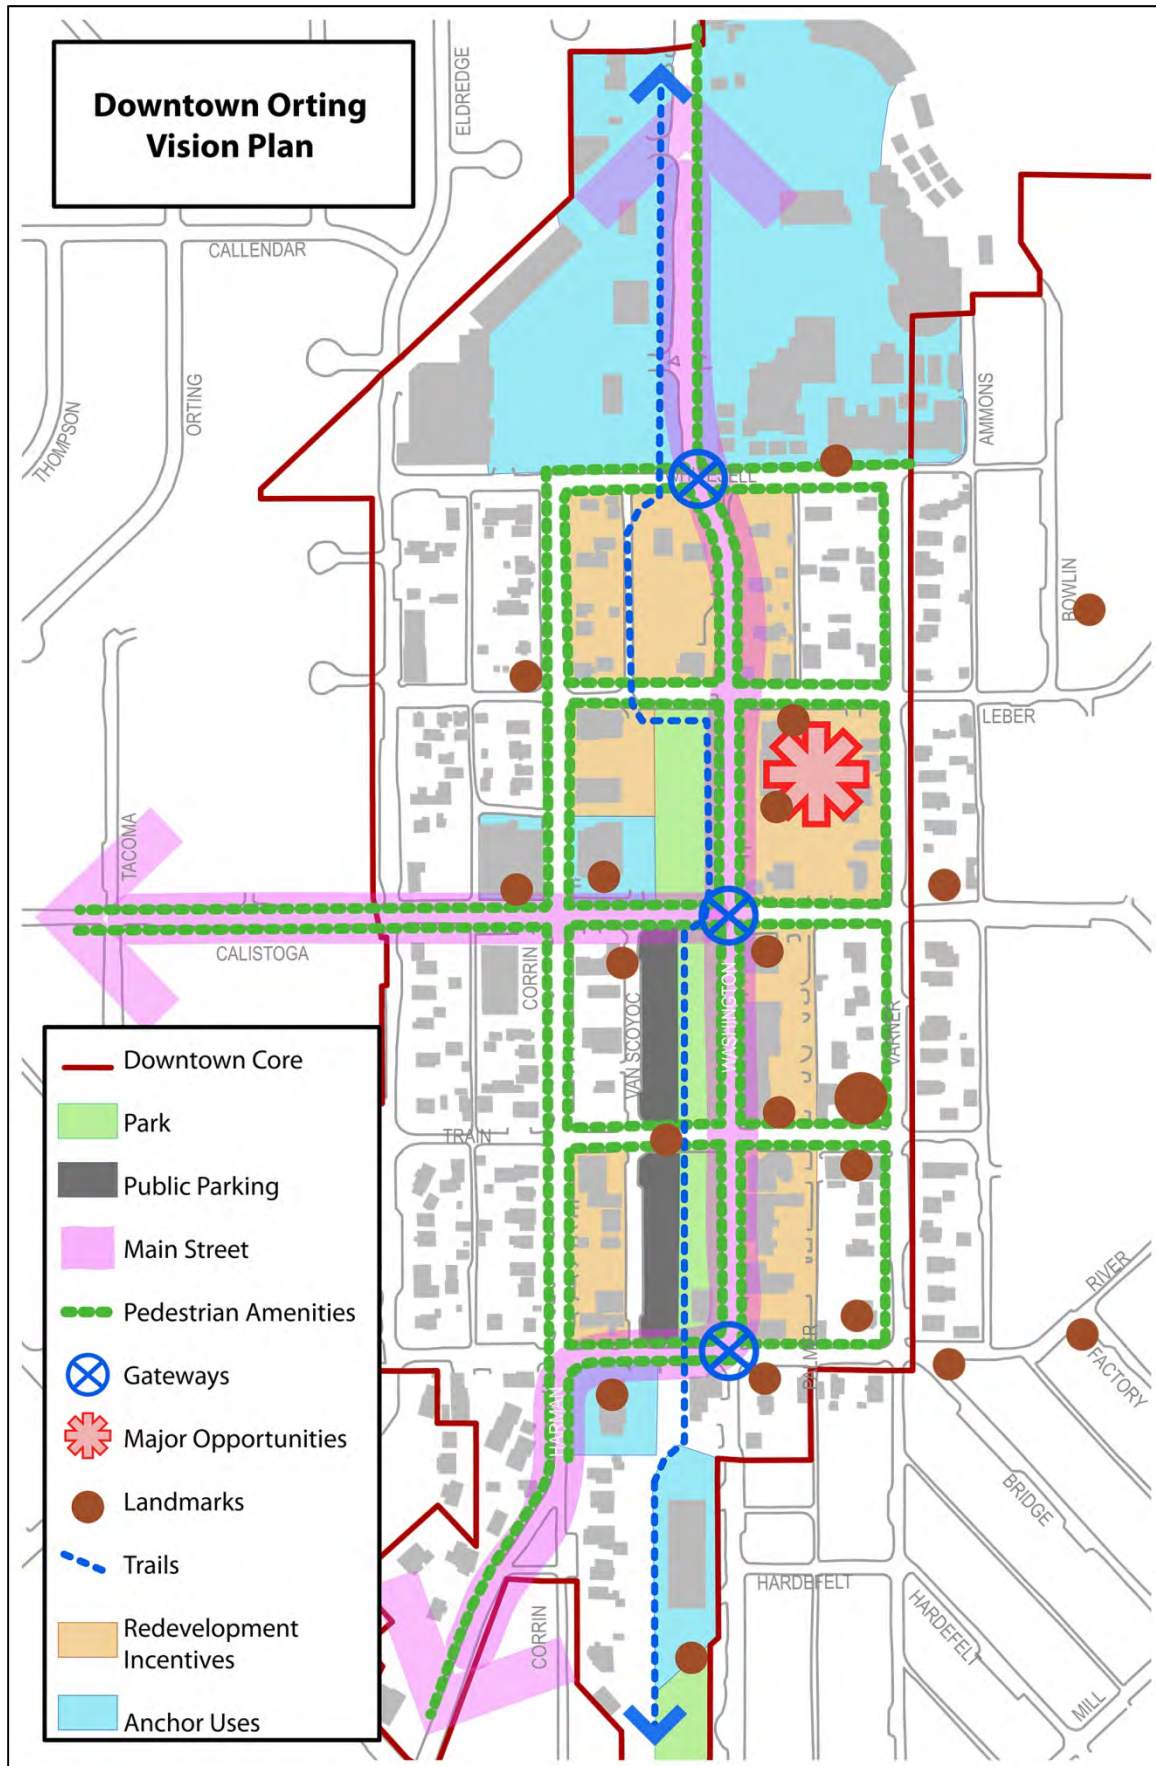 Downtown Orting
Vision Plan
ELDREDGE
CALLENDAR
ORTING
THOMPSON
AMMONS
WHITESELL
BOWLIN
LEBER
TACOMA
CALISTOGA
CORRIN
VAN SCOYOC
WASHINGTON
VARNER
TRAIN
RIVER
FACTORY
PALMER
HARMAN
BRIDGE
HARDEFELT
HARDEFELT
CORRIN
MILL
Downtown Core
Park
Public Parking
Main Street
Pedestrian Amenities
Gateways
Major Opportunities
Landmarks
Trails
Redevelopment
Incentives
Anchor Uses